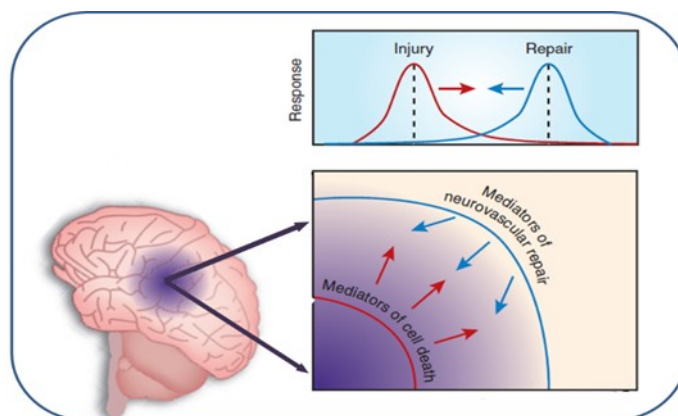 Injury
Repair
Response
Mediators of
neurovascular repair
Mediators of cell death